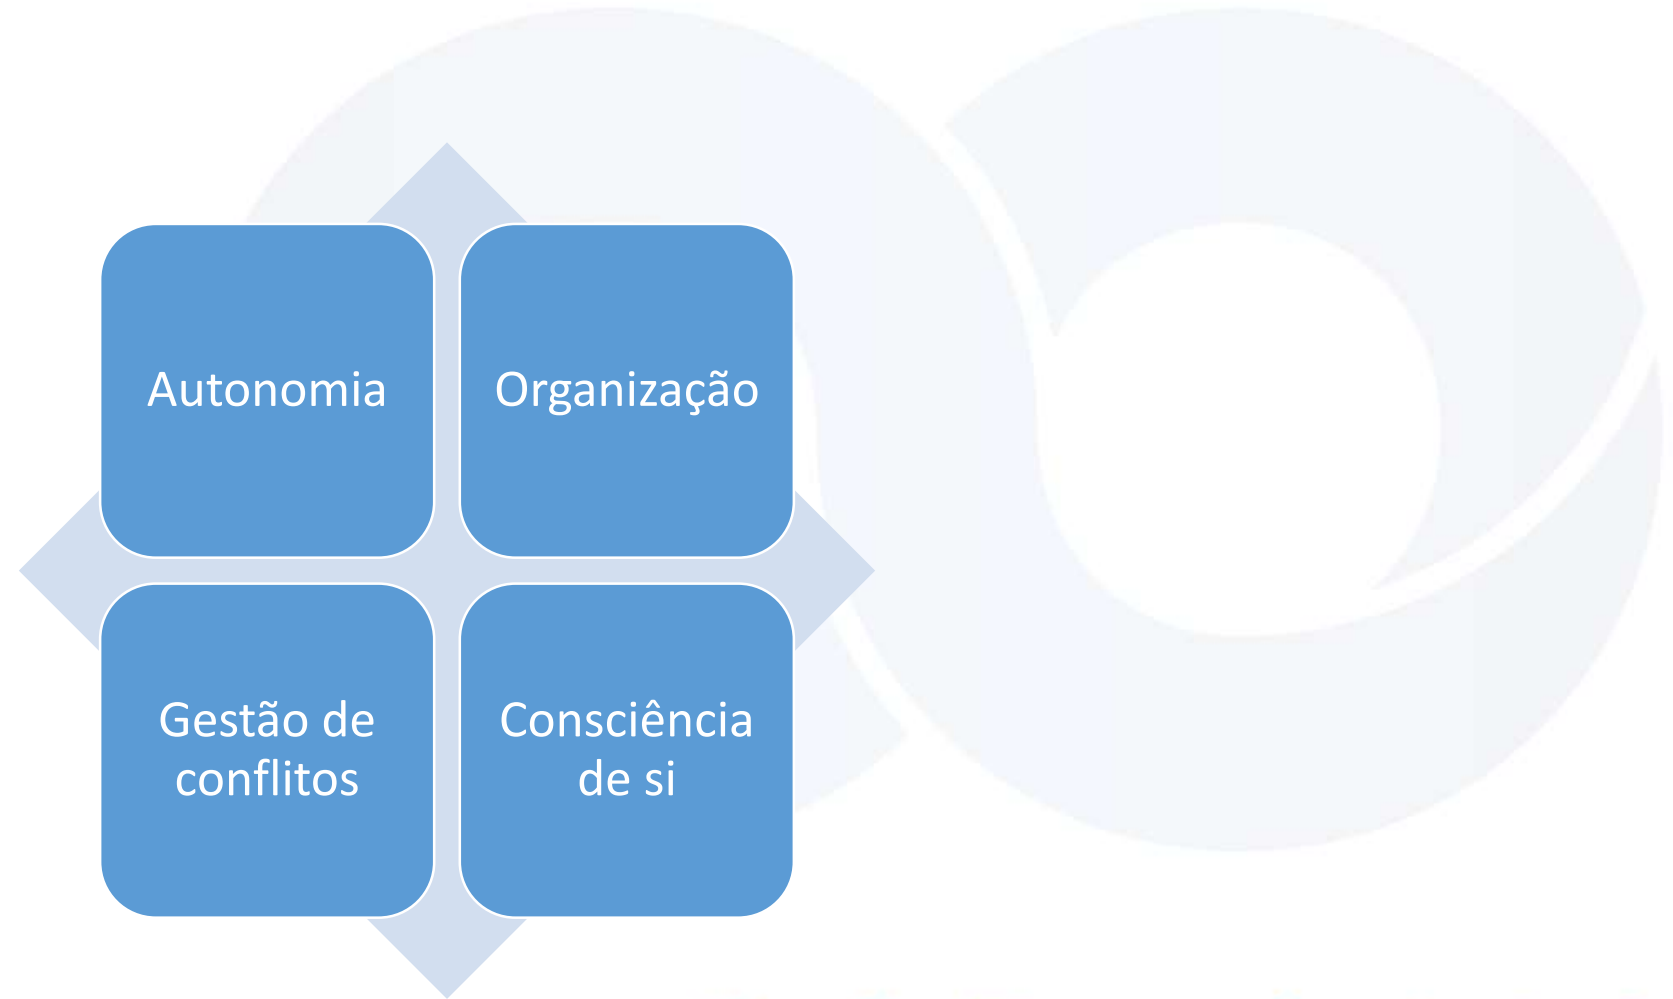 Autonomia
Organização
Gestão de
conflitos
Consciência
de si